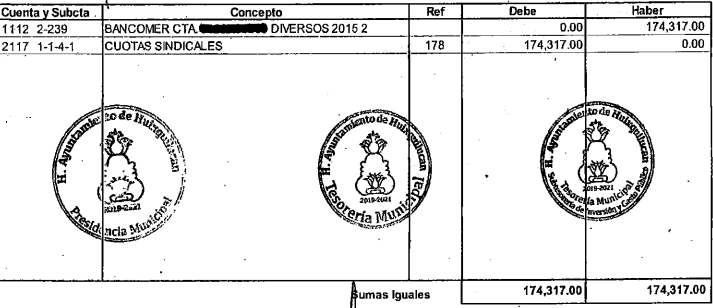 Cuenta y Subcta Concepto Ref Debe Haber
1112 2-239 BANCOMER CTA. DIVERSOS 2015 2 0.00 174,317.00
2117 1-1-4-1 CUOTAS SINDICALES 178 174,317.00 0.00
H. Ayuntamiento de Huixquilucan
2019-2021
Presidencia Municipal
H. Ayuntamiento de Huixquilucan
2019-2021
Tesorería Municipal
H. Ayuntamiento de Huixquilucan
2019-2021
Tesorería Municipal
Subtesorería de Inversión y Gasto Público
Sumas Iguales 174,317.00 174,317.00